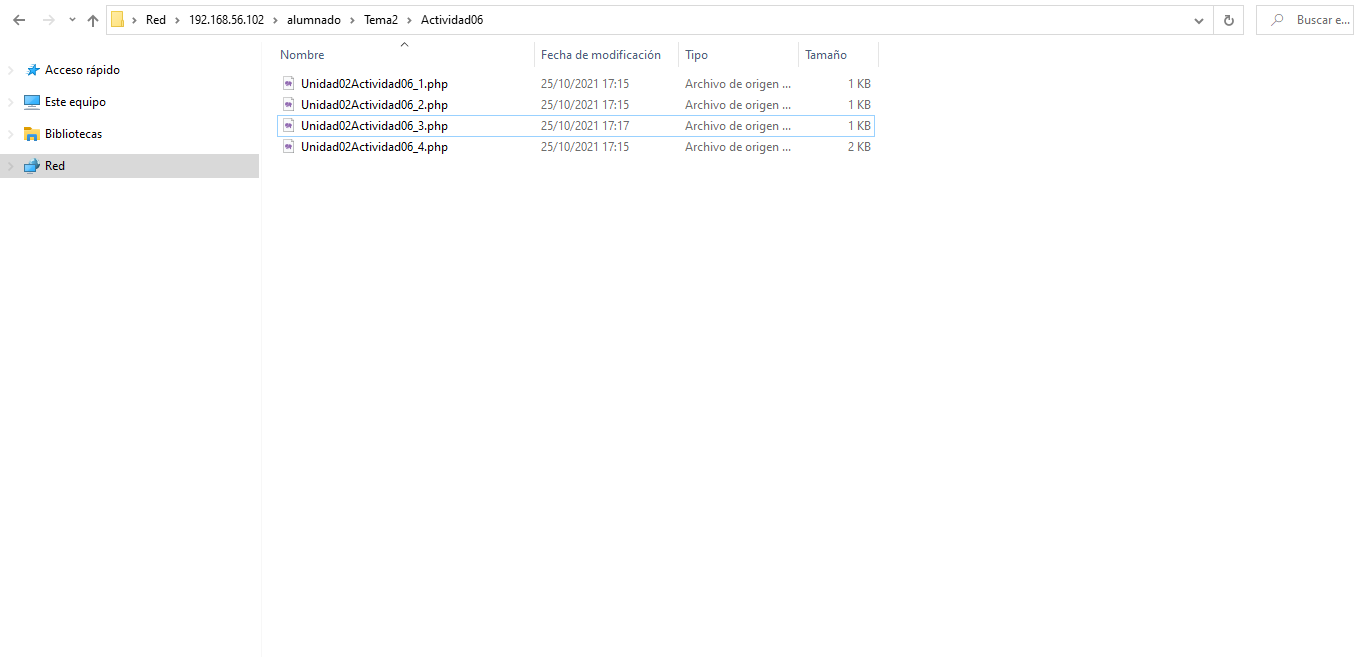 Red > 192.168.56.102 > alumnado > Tema2 > Actividad06
Buscar e...
Acceso rápido
Este equipo
Bibliotecas
Red
Nombre Fecha de modificación Tipo Tamaño
Unidad02Actividad06_1.php 25/10/2021 17:15 Archivo de origen ... 1 KB
Unidad02Actividad06_2.php 25/10/2021 17:15 Archivo de origen ... 1 KB
Unidad02Actividad06_3.php 25/10/2021 17:17 Archivo de origen ... 1 KB
Unidad02Actividad06_4.php 25/10/2021 17:15 Archivo de origen ... 2 KB